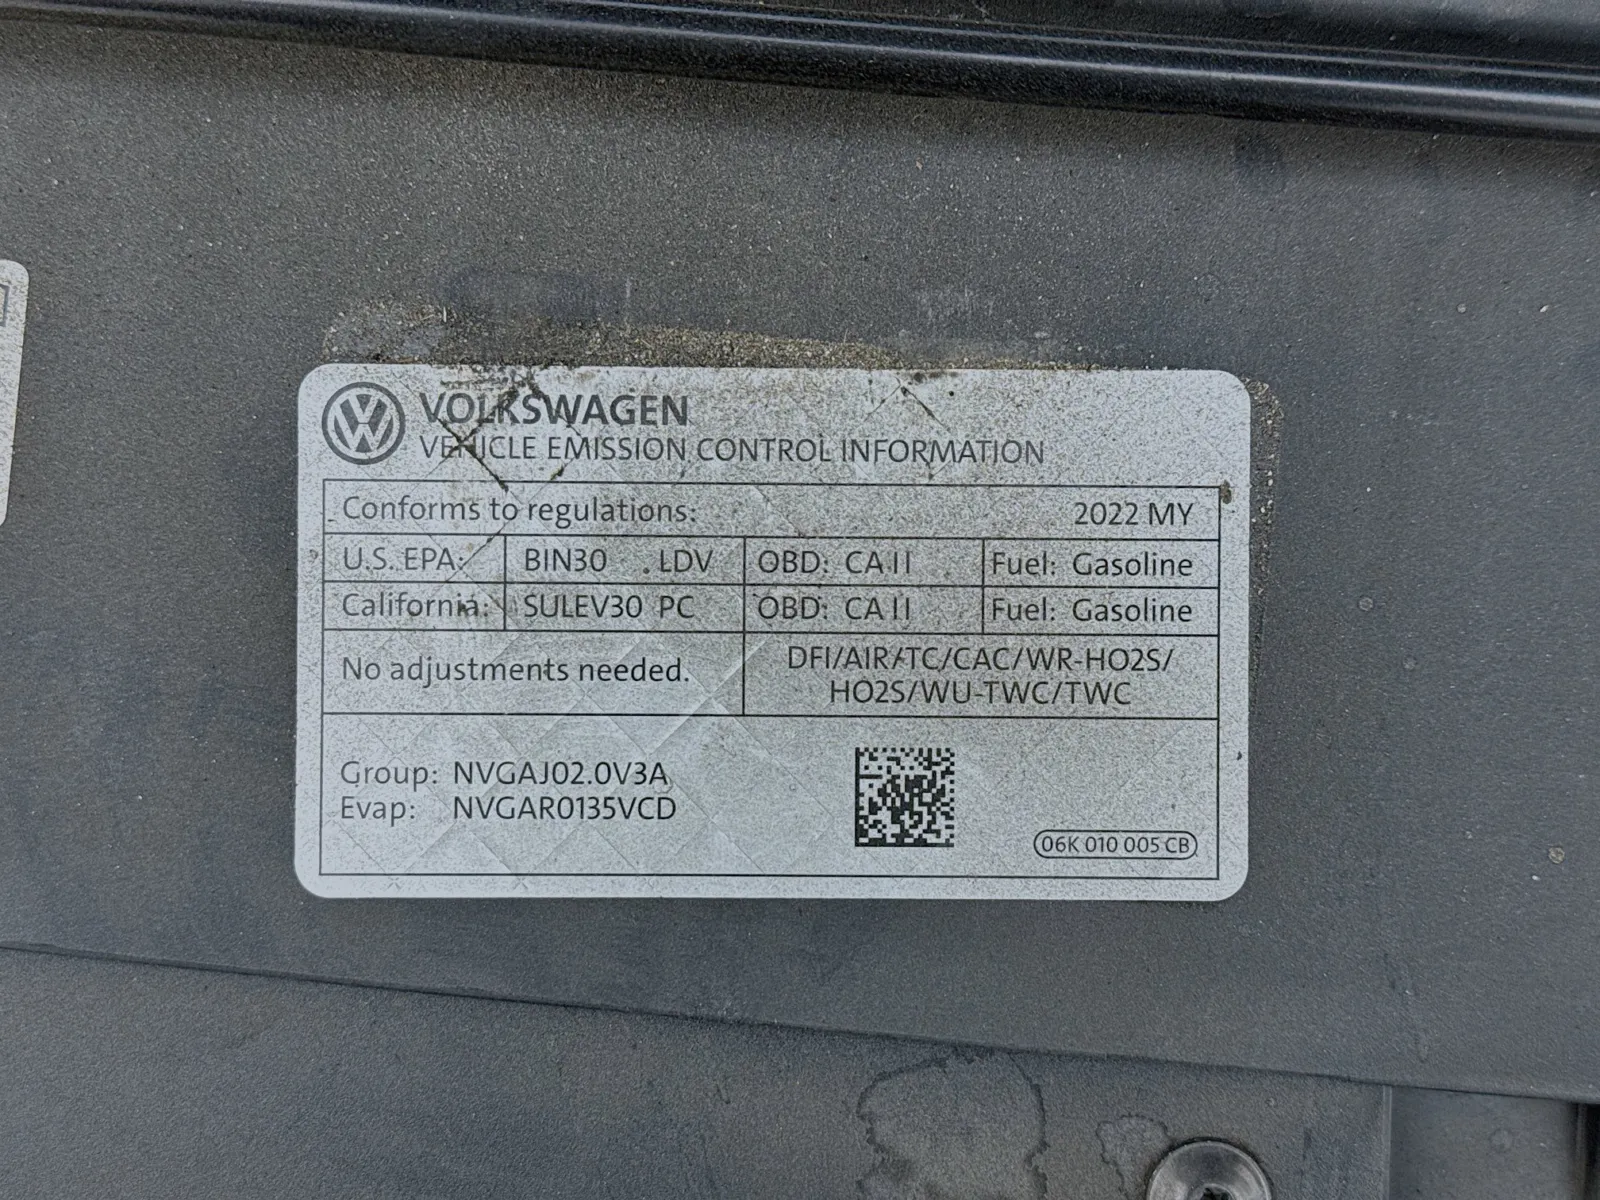 VOLKSWAGEN
VEHICLE EMISSION CONTROL INFORMATION
Conforms to regulations: 2022 MY
U.S. EPA: BIN30 LDV OBD: CA II Fuel: Gasoline
California: SULEV30 PC OBD: CA II Fuel: Gasoline
No adjustments needed.
DFI/AIR/TC/CAC/WR-HO2S/
HO2S/WU-TWC/TWC
Group: NVGAJ02.0V3A
Evap: NVGAR0135VCD
06K 010 005 CB